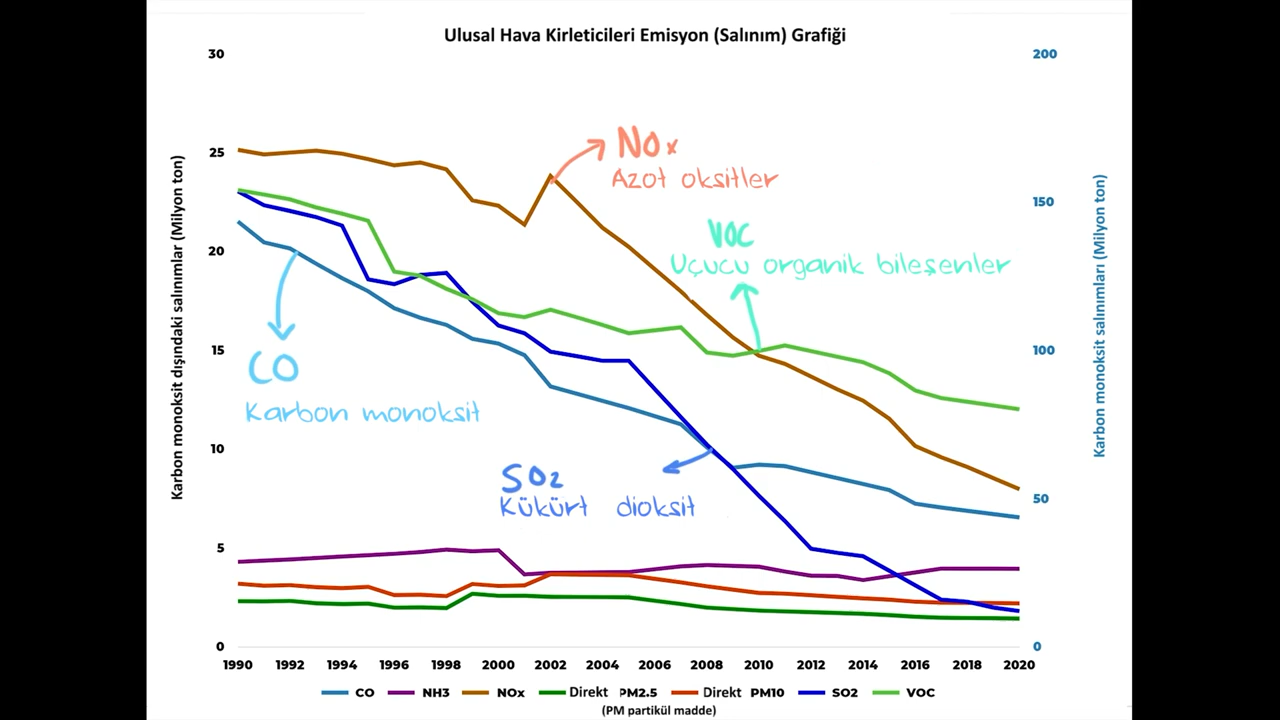 Ulusal Hava Kirleticileri Emisyon (Salınım) Grafiği
30
25
20
15
10
5
0
Karbon monoksit dışındaki salınımlar (Milyon ton)
200
150
100
50
0
Karbon monoksit salınımları (Milyon ton)
NOx
Azot oksitler
VOC
Uçucu organik bileşenler
CO
Karbon monoksit
SO2
Kükürt dioksit
1990 1992 1994 1996 1998 2000 2002 2004 2006 2008 2010 2012 2014 2016 2018 2020
CO NH3 NOx Direkt PM2.5 Direkt PM10 SO2 VOC
(PM partikül madde)